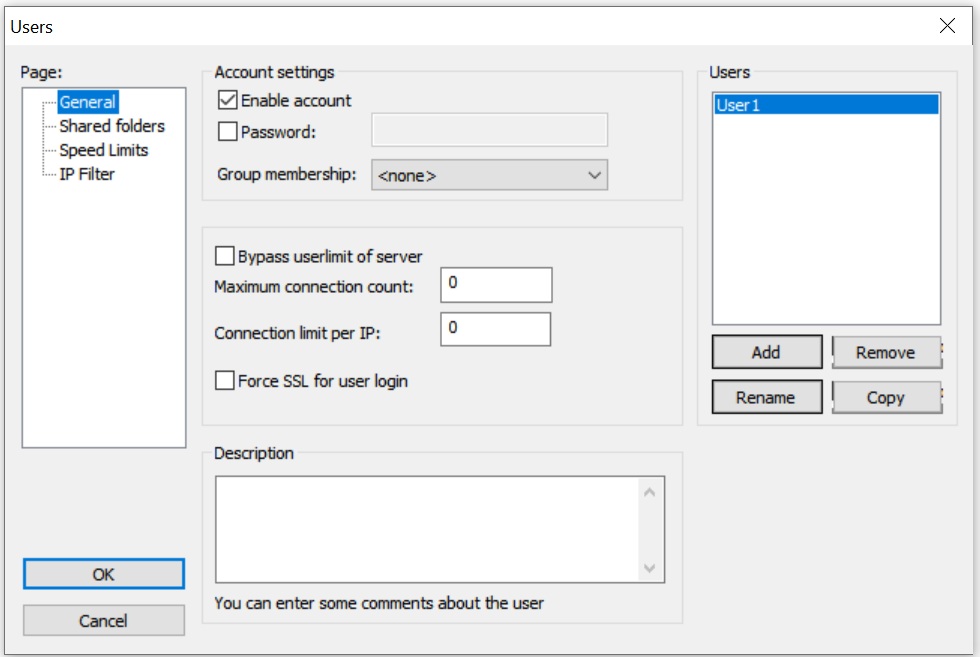 Users
Page:
General
Shared folders
Speed Limits
IP Filter
OK
Cancel
Account settings
Enable account
Password:
Group membership: <none>
Bypass userlimit of server
Maximum connection count: 0
Connection limit per IP: 0
Force SSL for user login
Description
You can enter some comments about the user
Users
User1
Add Remove
Rename Copy